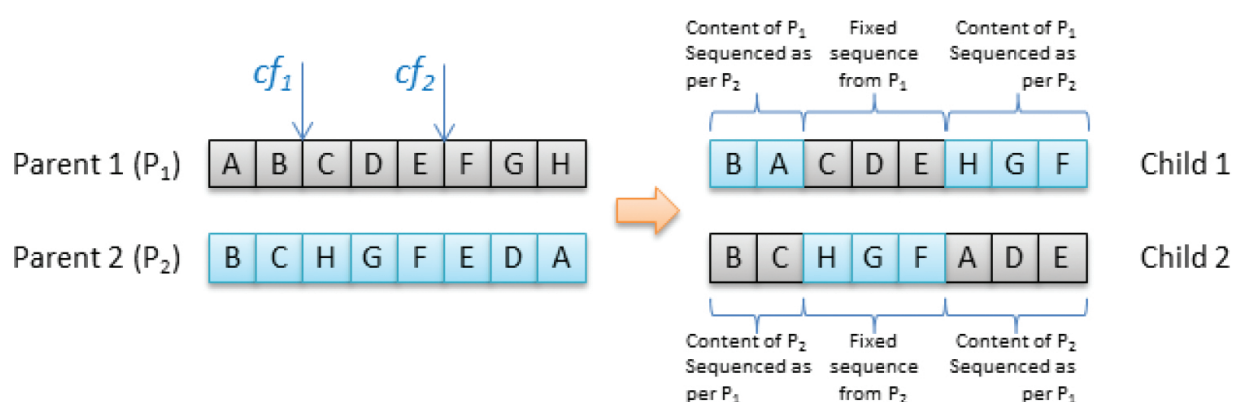 Content of P₁ Sequenced as per P₂
Fixed sequence from P₁
Content of P₁ Sequenced as per P₂
cf₁
cf₂
Parent 1 (P₁)
A B C D E F G H
B A C D E H G F
Child 1
Parent 2 (P₂)
B C H G F E D A
B C H G F A D E
Child 2
Content of P₂ Sequenced as per P₁
Fixed sequence from P₂
Content of P₂ Sequenced as per P₁